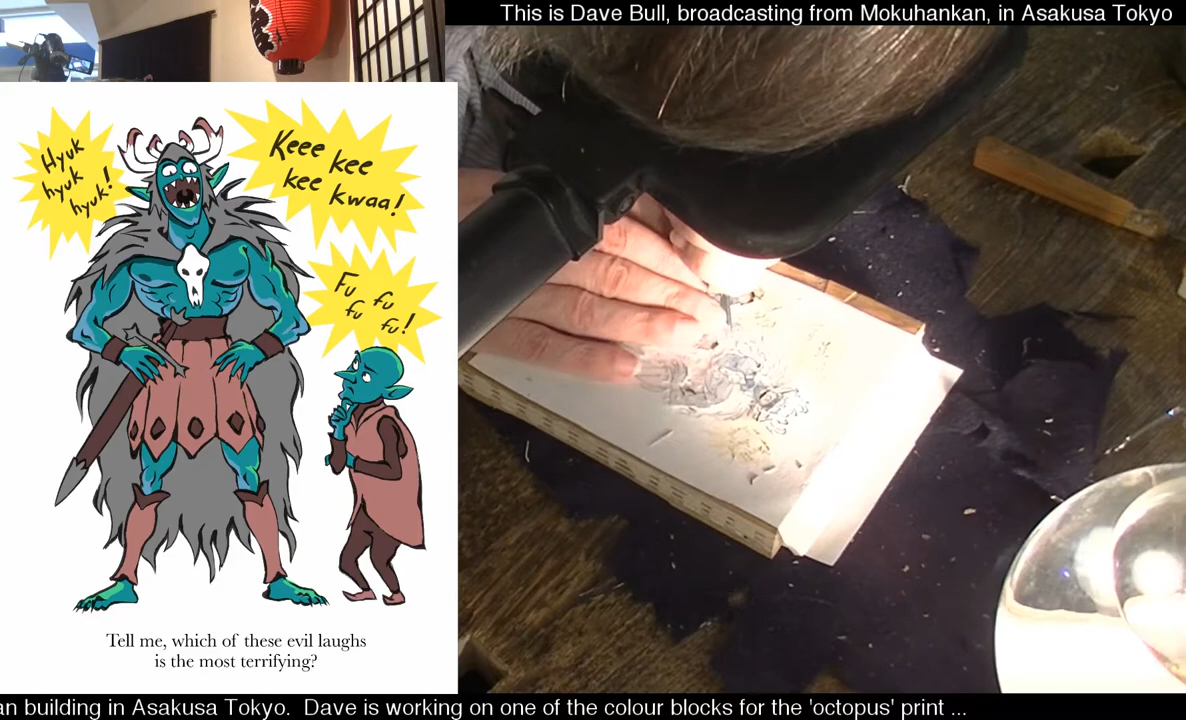 This is Dave Bull, broadcasting from Mokuhankan, in Asakusa Tokyo
Hyuk
hyuk
hyuk!
Keee kee
kee kwaa!
Fu fu
fu fu!
Tell me, which of these evil laughs
is the most terrifying?
an building in Asakusa Tokyo. Dave is working on one of the colour blocks for the 'octopus' print ...